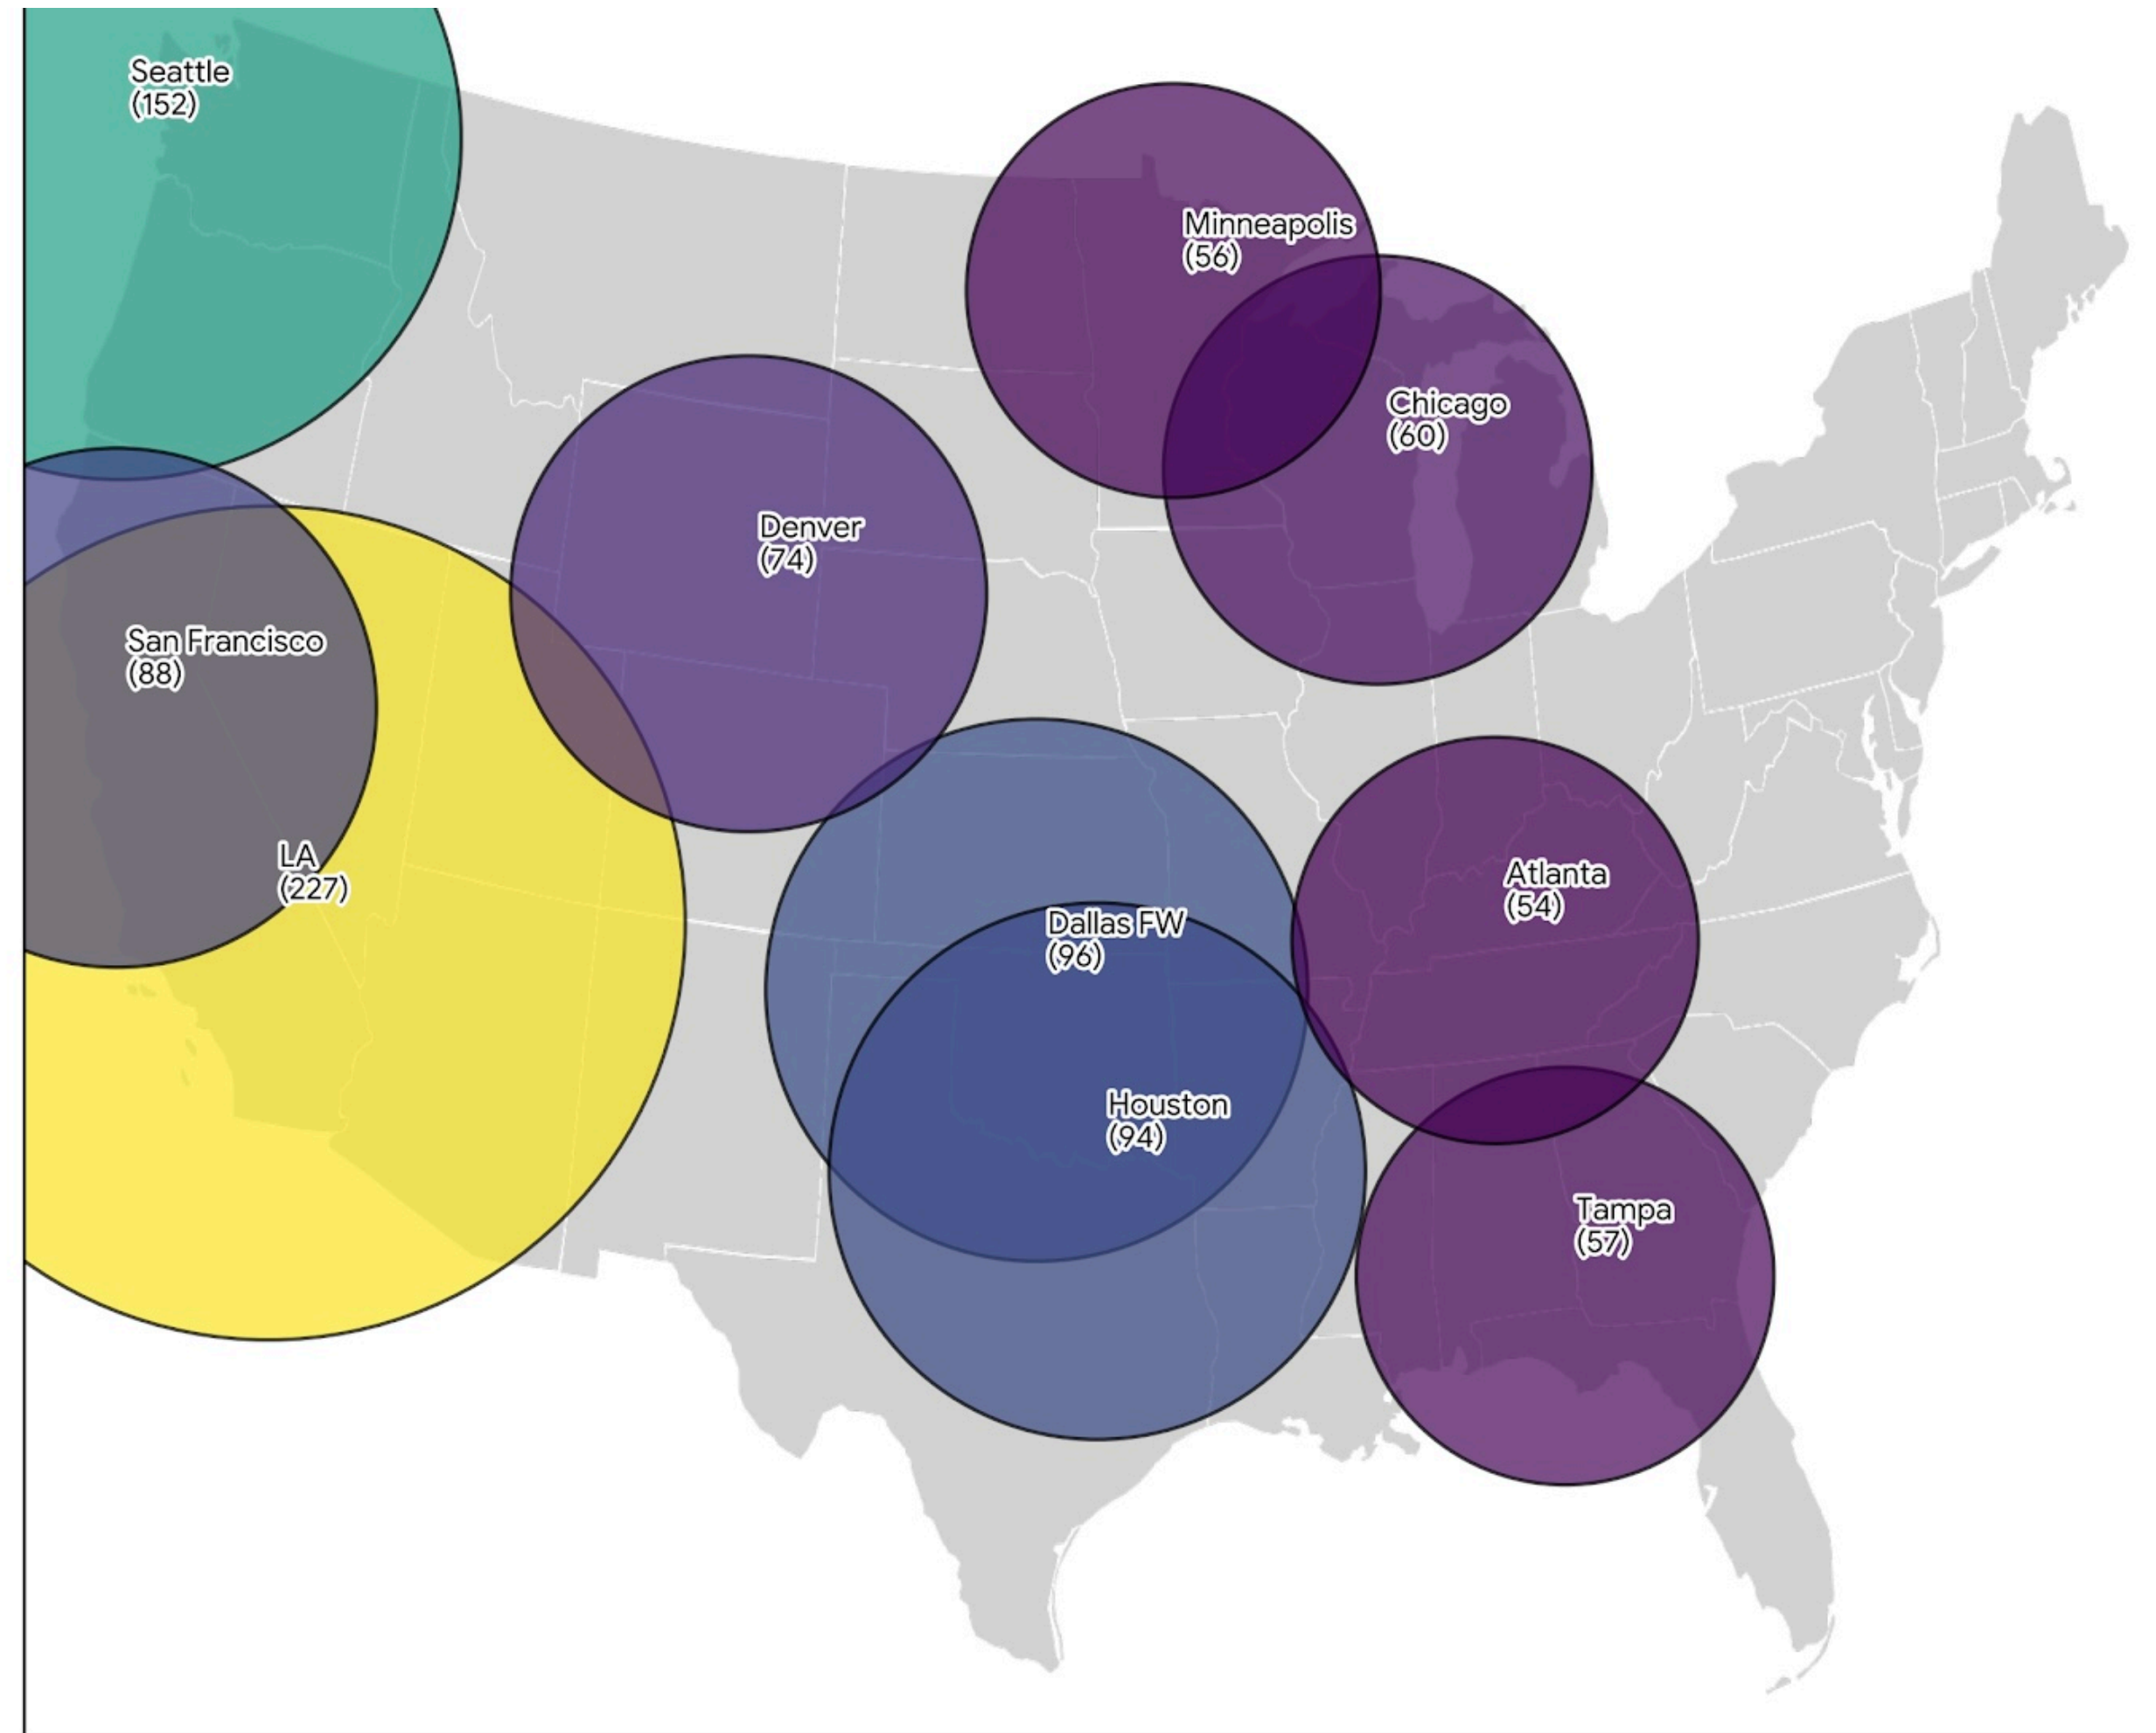 Seattle
(152)
Minneapolis
(56)
Chicago
(60)
Denver
(74)
San Francisco
(88)
LA
(227)
Atlanta
(54)
Dallas FW
(96)
Houston
(94)
Tampa
(57)